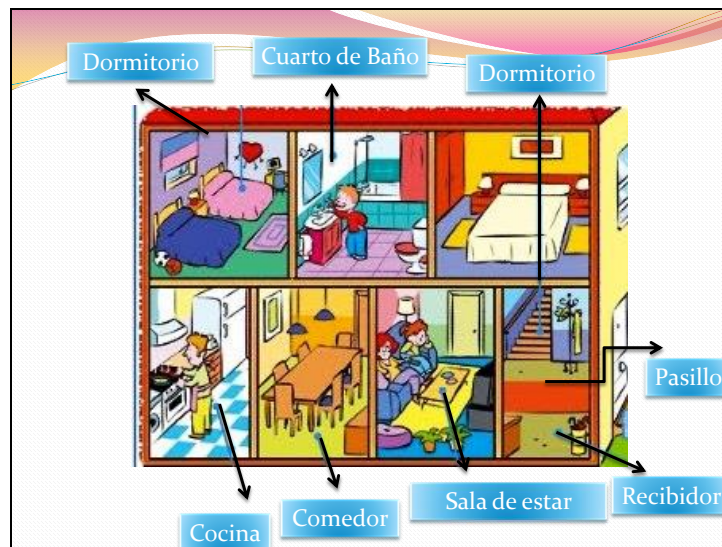 Dormitorio
Cuarto de Baño
Dormitorio
Pasillo
Cocina
Comedor
Sala de estar
Recibidor